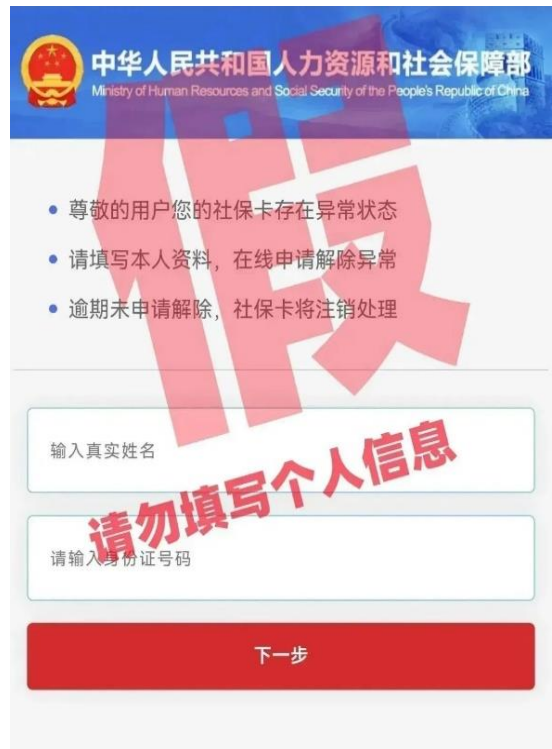 中华人民共和国人力资源和社会保障部
Ministry of Human Resources and Social Security of the People's Republic of China
尊敬的用户您的社保卡存在异常状态
请填写本人资料，在线申请解除异常
逾期未申请解除，社保卡将注销处理
假
输入真实姓名
请勿填写个人信息
请输入身份证号码
下一步